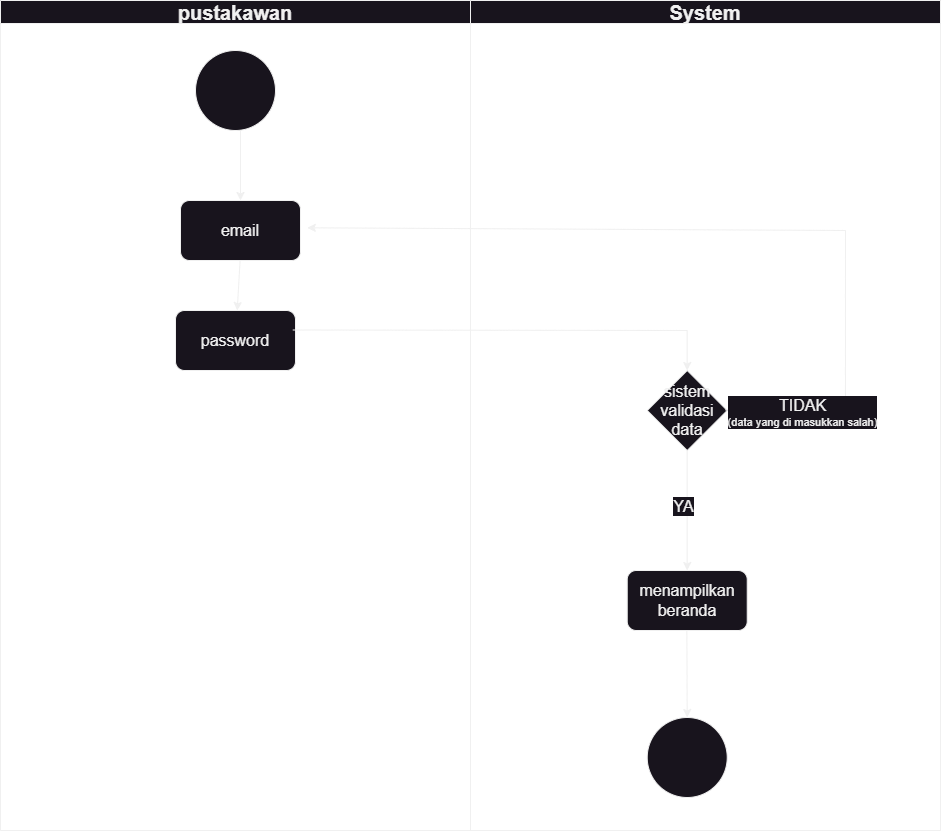 pustakawan
System
email
password
sistem
validasi
data
TIDAK
(data yang di masukkan salah)
YA
menampilkan
beranda